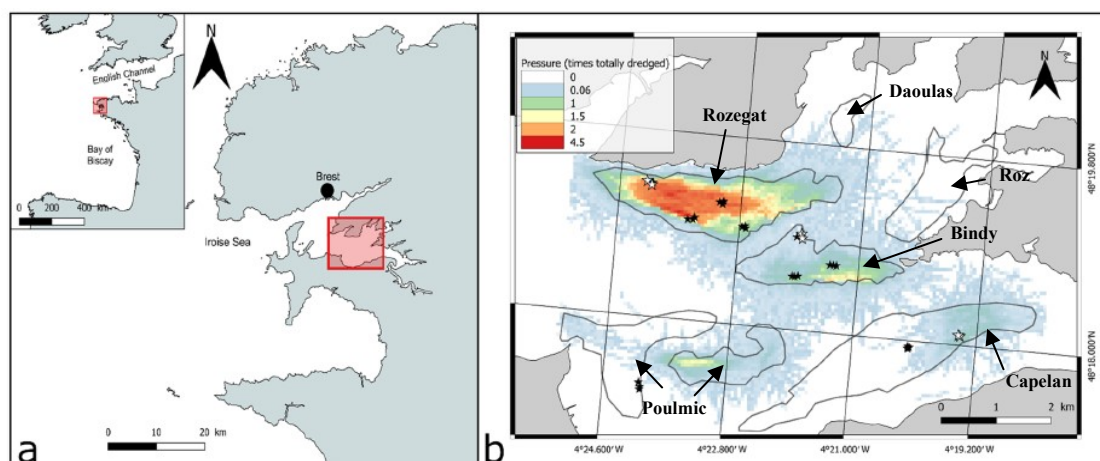 N
English Channel
Bay of
Biscay
0 200 400 km
Brest
Iroise Sea
0 10 20
km
a
Pressure (times totally dredged)
0
0.06
1
1.5
2
4.5
N
Daoulas
Rozegat
Roz
Bindy
Capelan
Poulmic
0 1 2 km
48°19.800'N
48°18.000'N
4°24.600'W 4°22.800'W 4°21.000'W 4°19.200'W
b